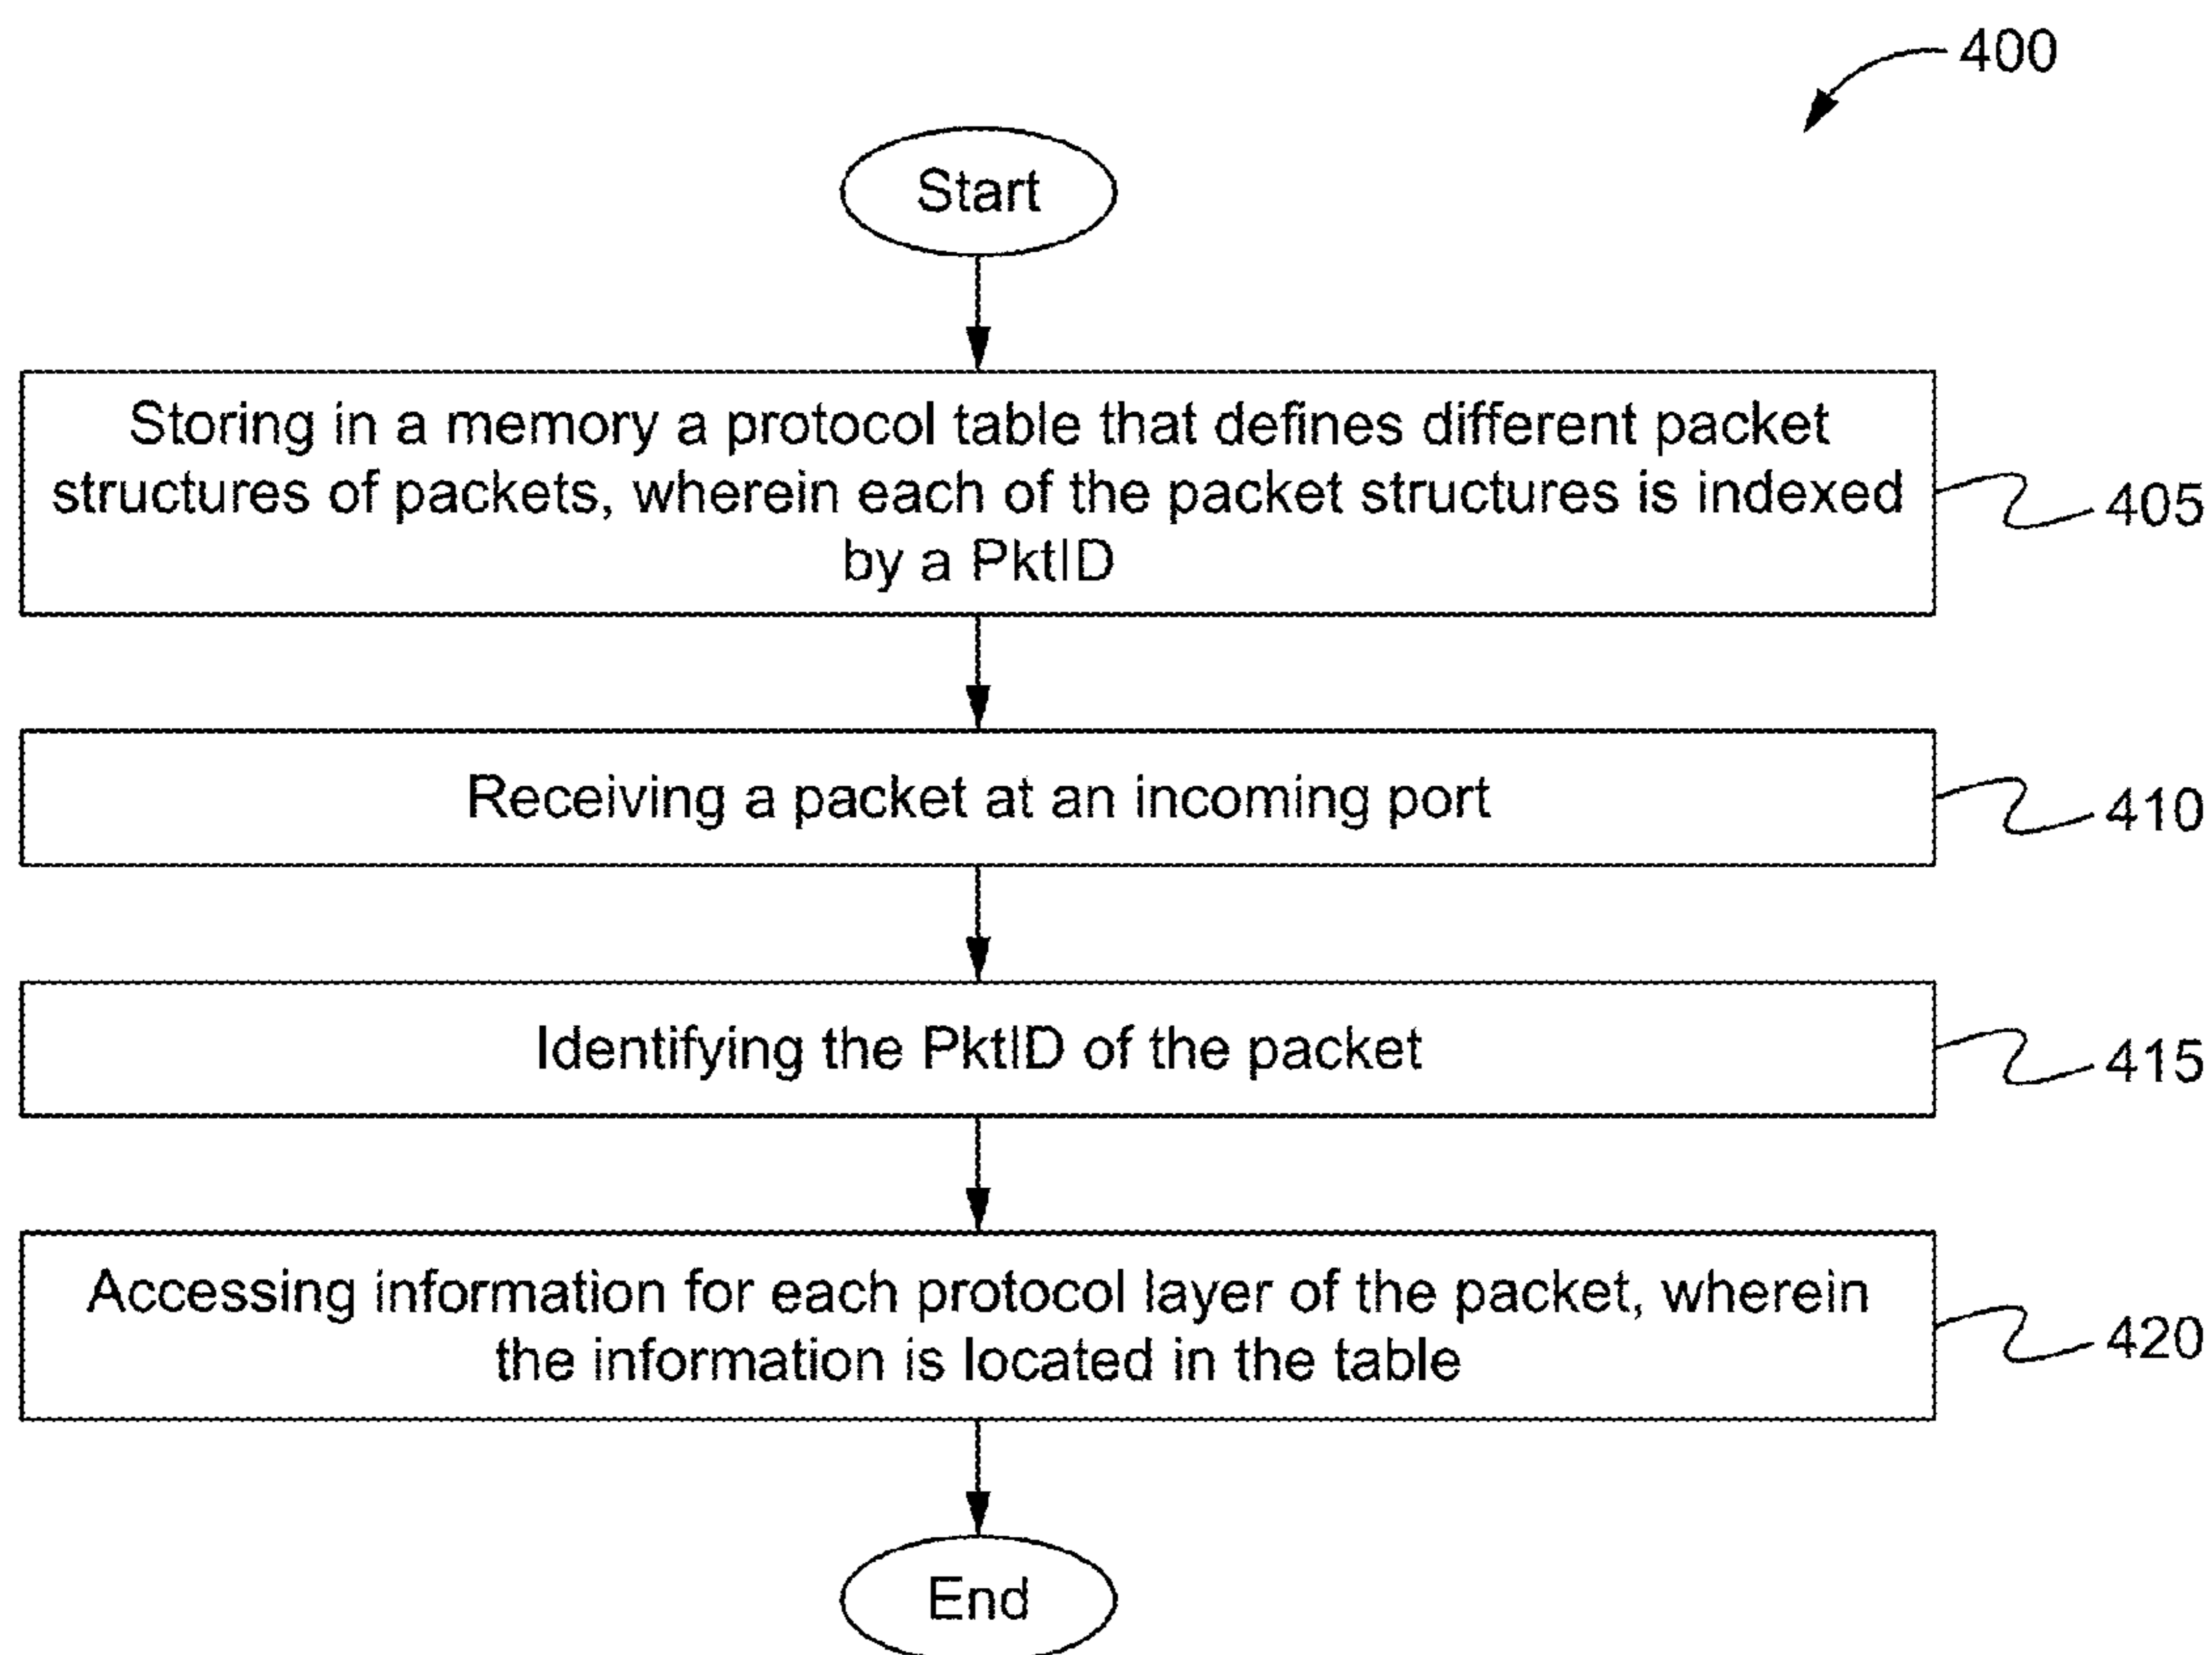 400
Start
Storing in a memory a protocol table that defines different packet
structures of packets, wherein each of the packet structures is indexed
by a PktID
405
Receiving a packet at an incoming port
410
Identifying the PktID of the packet
415
Accessing information for each protocol layer of the packet, wherein
the information is located in the table
420
End